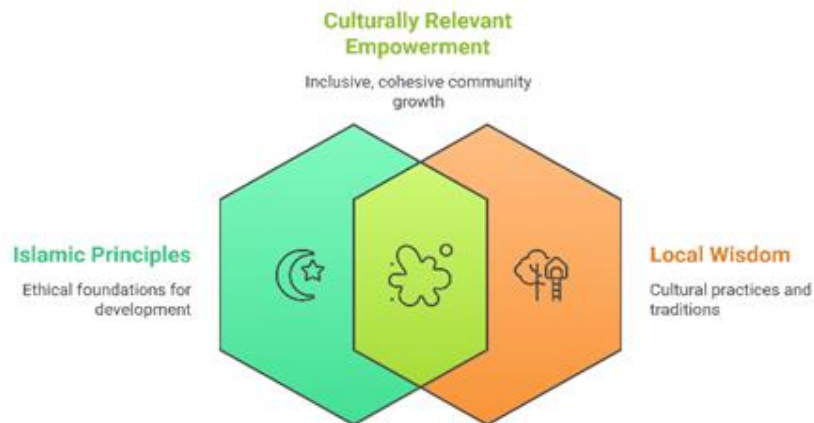 Culturally Relevant
Empowerment
Inclusive, cohesive community
growth
Islamic Principles
Ethical foundations for
development
Local Wisdom
Cultural practices and
traditions